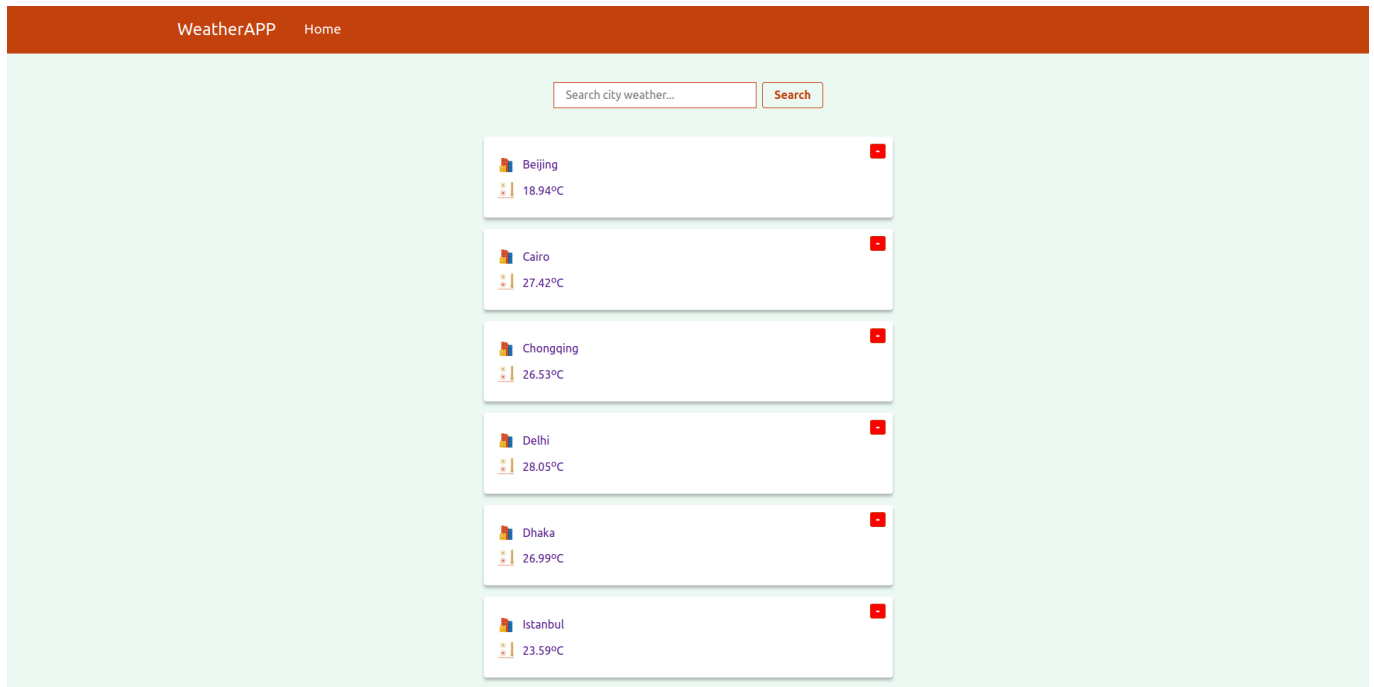 WeatherAPP Home
Search city weather... Search
-
Beijing
18.94ºC
-
Cairo
27.42ºC
-
Chongqing
26.53ºC
-
Delhi
28.05ºC
-
Dhaka
26.99ºC
-
Istanbul
23.59ºC